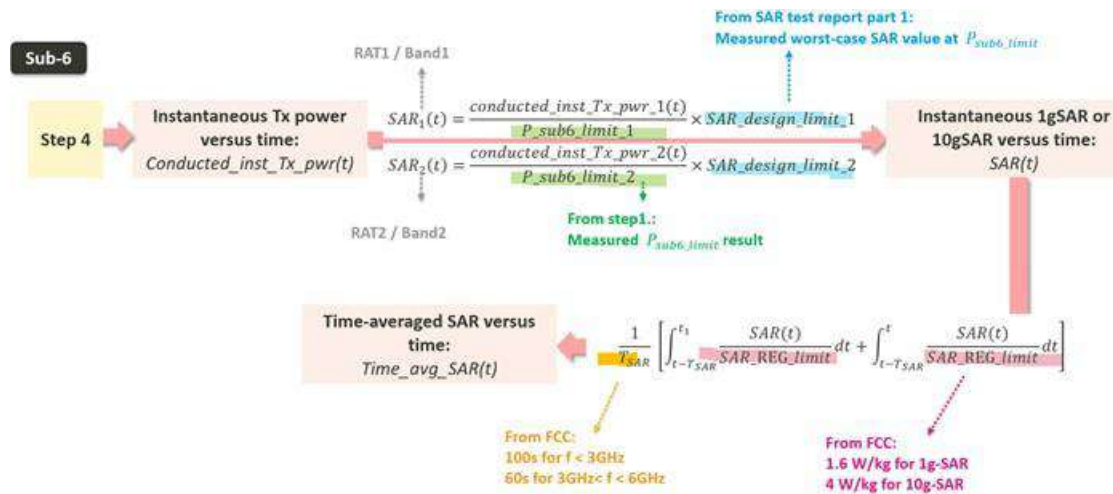 From SAR test report part 1:
Measured worst-case SAR value at P_sub6_limit
Sub-6
RAT1 / Band1
Step 4
Instantaneous Tx power
versus time:
Conducted_inst_Tx_pwr(t)
SAR₁(t) = conducted_inst_Tx_pwr_1(t) / P_sub6_limit_1 × SAR_design_limit_1
SAR₂(t) = conducted_inst_Tx_pwr_2(t) / P_sub6_limit_2 × SAR_design_limit_2
Instantaneous 1gSAR or
10gSAR versus time:
SAR(t)
RAT2 / Band2
From step1.:
Measured P_sub6_limit result
Time-averaged SAR versus
time:
Time_avg_SAR(t)
1/T_SAR [∫_{t−T_SAR}^{t₁} SAR(t)/SAR_REG_limit dt + ∫_{t−T_SAR}^{t} SAR(t)/SAR_REG_limit dt]
From FCC:
100s for f < 3GHz
60s for 3GHz< f < 6GHz
From FCC:
1.6 W/kg for 1g-SAR
4 W/kg for 10g-SAR